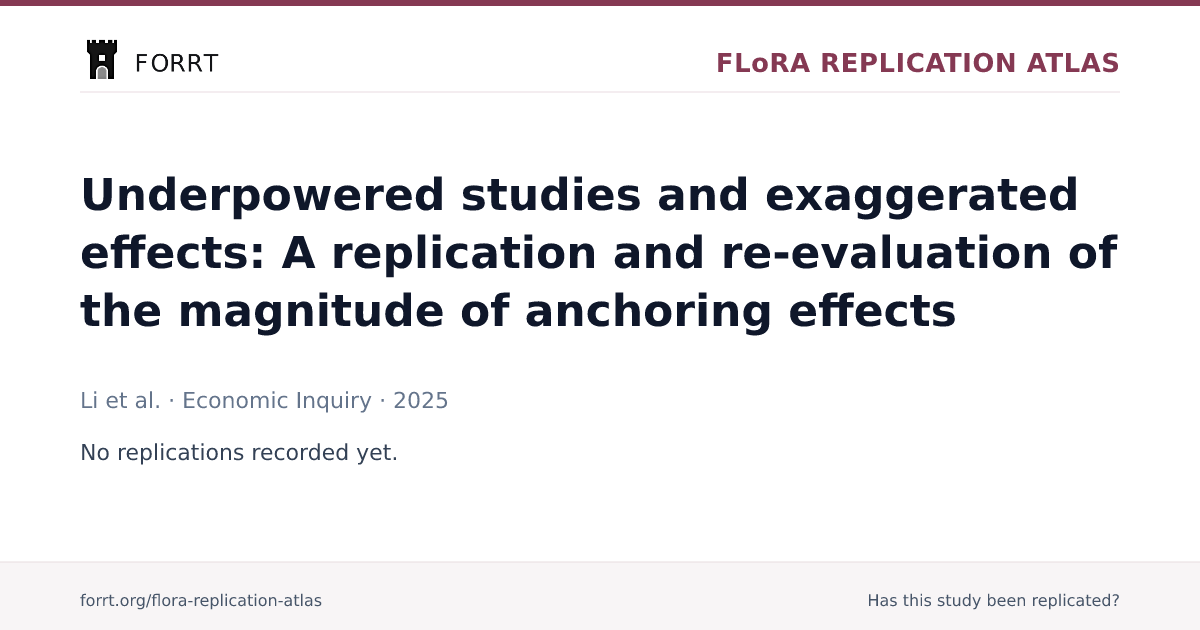 FORRT
FLoRA REPLICATION ATLAS
Underpowered studies and exaggerated
effects: A replication and re-evaluation of
the magnitude of anchoring effects
Li et al. · Economic Inquiry · 2025
No replications recorded yet.
forrt.org/flora-replication-atlas
Has this study been replicated?